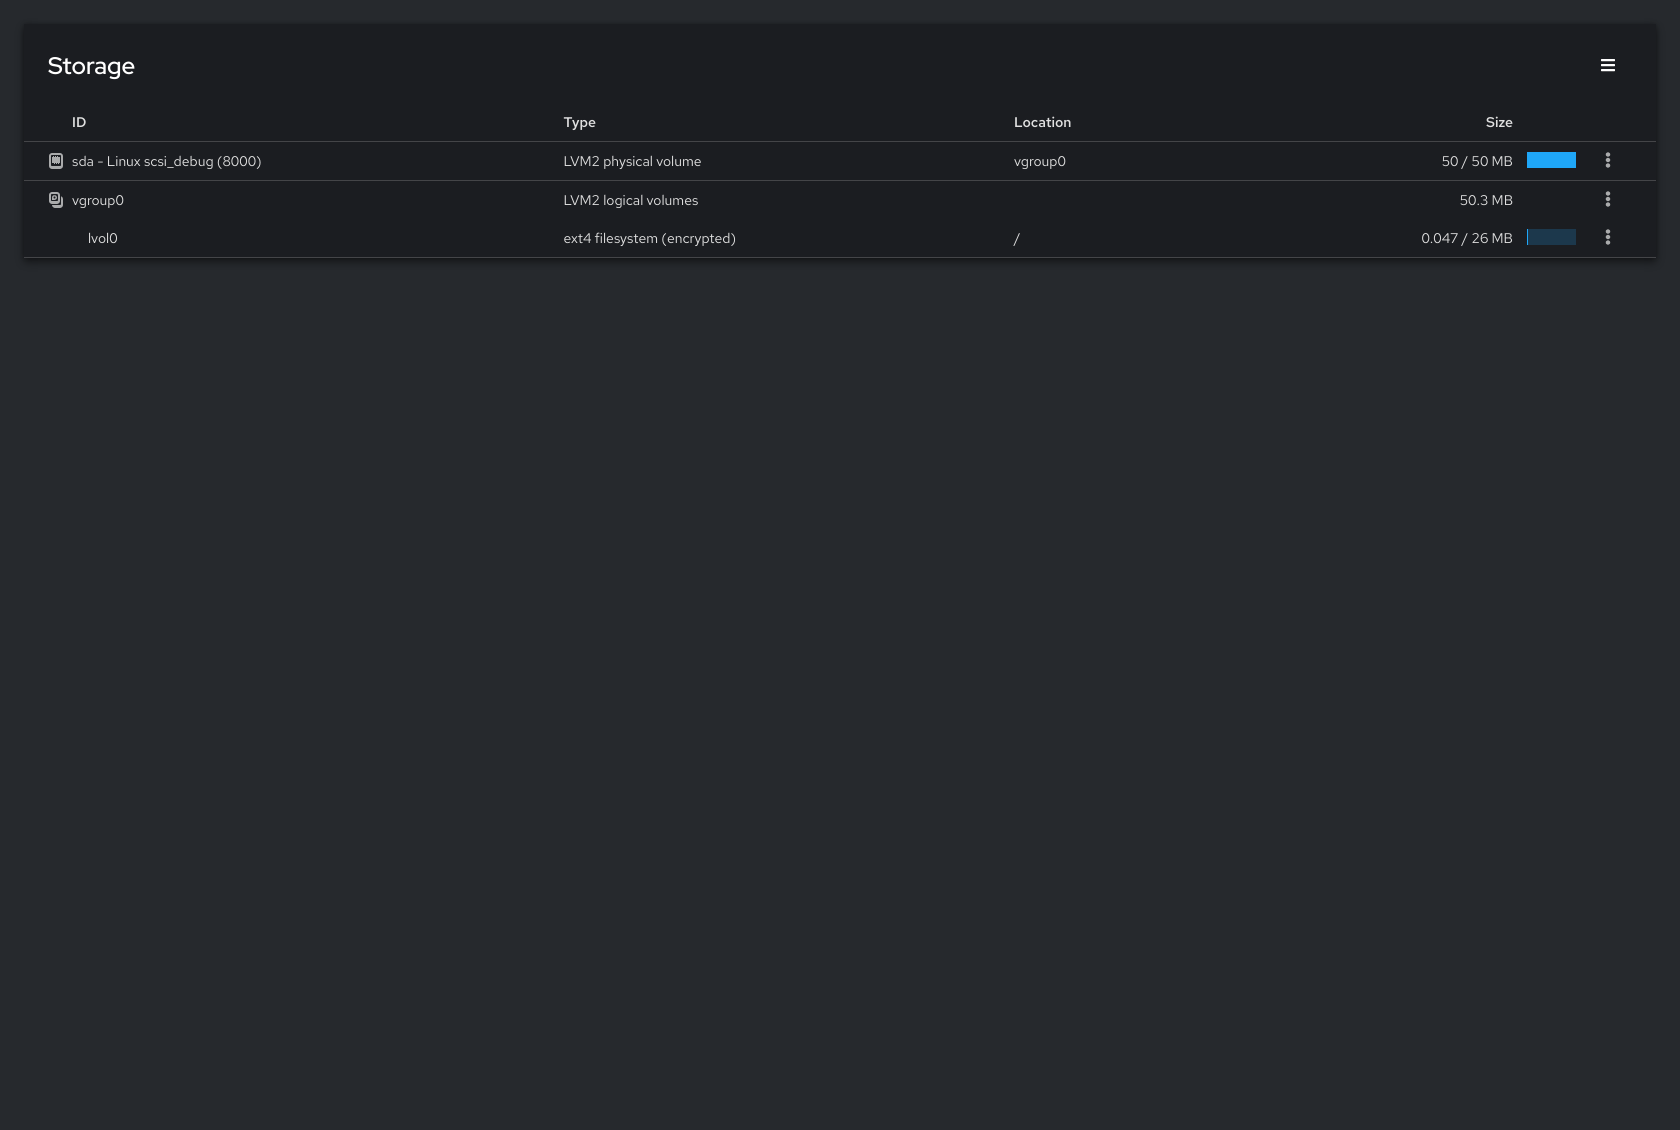 Storage
ID Type Location Size
sda - Linux scsi_debug (8000) LVM2 physical volume vgroup0 50 / 50 MB
vgroup0 LVM2 logical volumes 50.3 MB
lvol0 ext4 filesystem (encrypted) / 0.047 / 26 MB